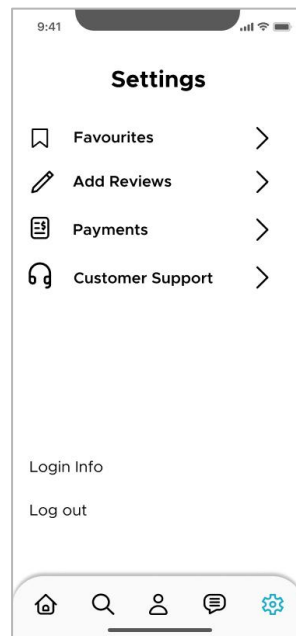 9:41
Settings
Favourites
Add Reviews
Payments
Customer Support
Login Info
Log out